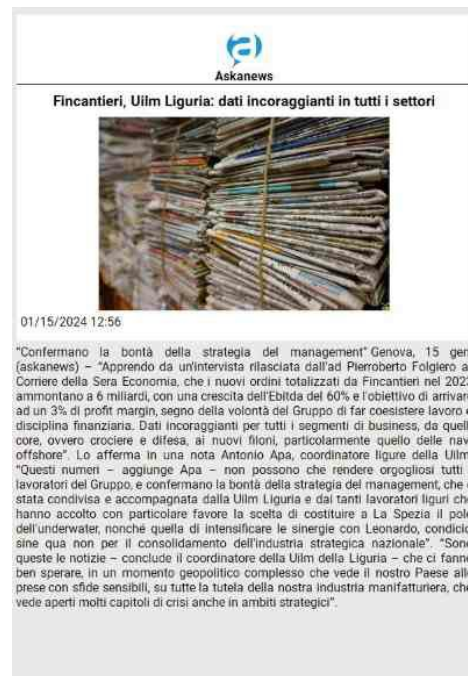 Askanews
Fincantieri, Uilm Liguria: dati incoraggianti in tutti i settori
01/15/2024 12:56
"Confermano la bontà della strategia del management" Genova, 15 gen
(askanews) – "Apprendo da un'intervista rilasciata dall'ad Pierroberto Folgiero a
Corriere della Sera Economia, che i nuovi ordini totalizzati da Fincantieri nel 202
ammontano a 6 miliardi, con una crescita dell'Ebitda del 60% e l'obiettivo di arrivar
ad un 3% di profit margin, segno della volontà del Gruppo di far coesistere lavoro e
disciplina finanziaria. Dati incoraggianti per tutti i segmenti di business, da quell
core, ovvero crociere e difesa, ai nuovi filoni, particolarmente quello delle nav
offshore". Lo afferma in una nota Antonio Apa, coordinatore ligure della Uilm
"Questi numeri – aggiunge Apa – non possono che rendere orgogliosi tutti
lavoratori del Gruppo, e confermano la bontà della strategia del management, che
stata condivisa e accompagnata dalla Uilm Liguria e dai tanti lavoratori liguri che
hanno accolto con particolare favore la scelta di costituire a La Spezia il pol
dell'underwater, nonché quella di intensificare le sinergie con Leonardo, condicio
sine qua non per il consolidamento dell'industria strategica nazionale". "Sono
queste le notizie – conclude il coordinatore della Uilm della Liguria – che ci fanno
ben sperare, in un momento geopolitico complesso che vede il nostro Paese all
prese con sfide sensibili, su tutte la tutela della nostra industria manifatturiera, che
vede aperti molti capitoli di crisi anche in ambiti strategici".